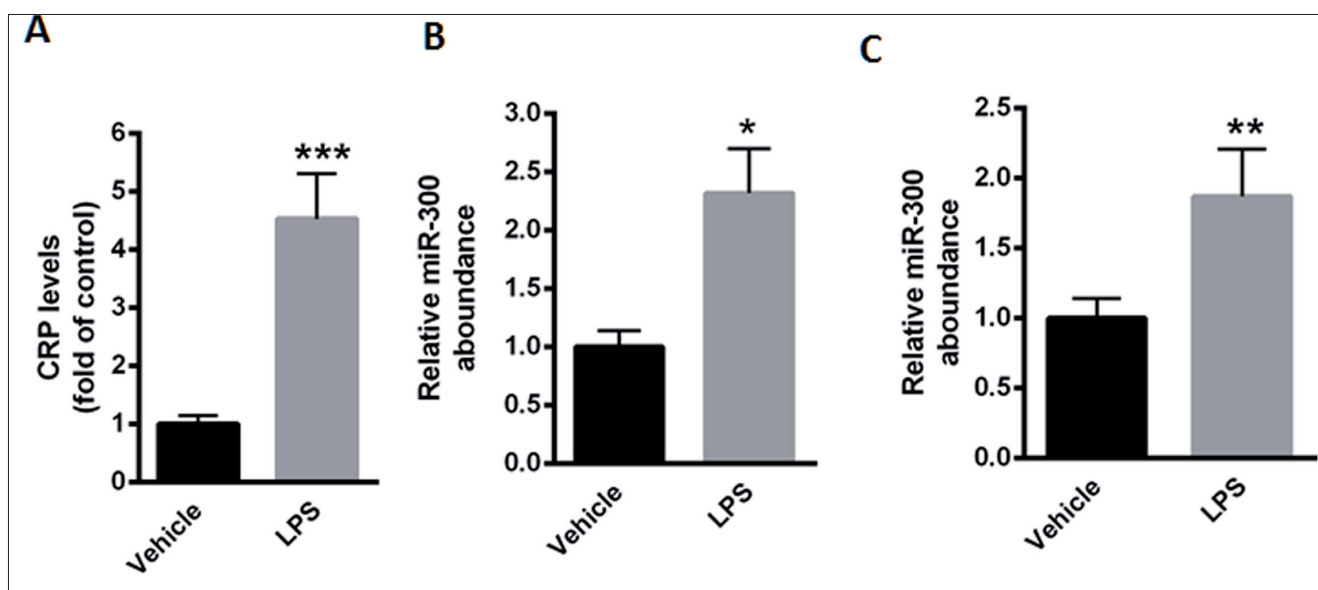 A
CRP levels
(fold of control)
6
5
4
3
2
1
0
***
Vehicle
LPS
B
Relative miR-300
aboundance
3.0
2.5
2.0
1.5
1.0
0.5
0.0
*
Vehicle
LPS
C
Relative miR-300
aboundance
2.5
2.0
1.5
1.0
0.5
0.0
**
Vehicle
LPS